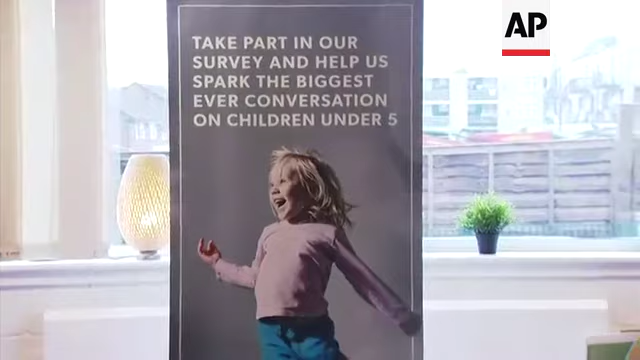 AP
TAKE PART IN OUR
SURVEY AND HELP US
SPARK THE BIGGEST
EVER CONVERSATION
ON CHILDREN UNDER 5